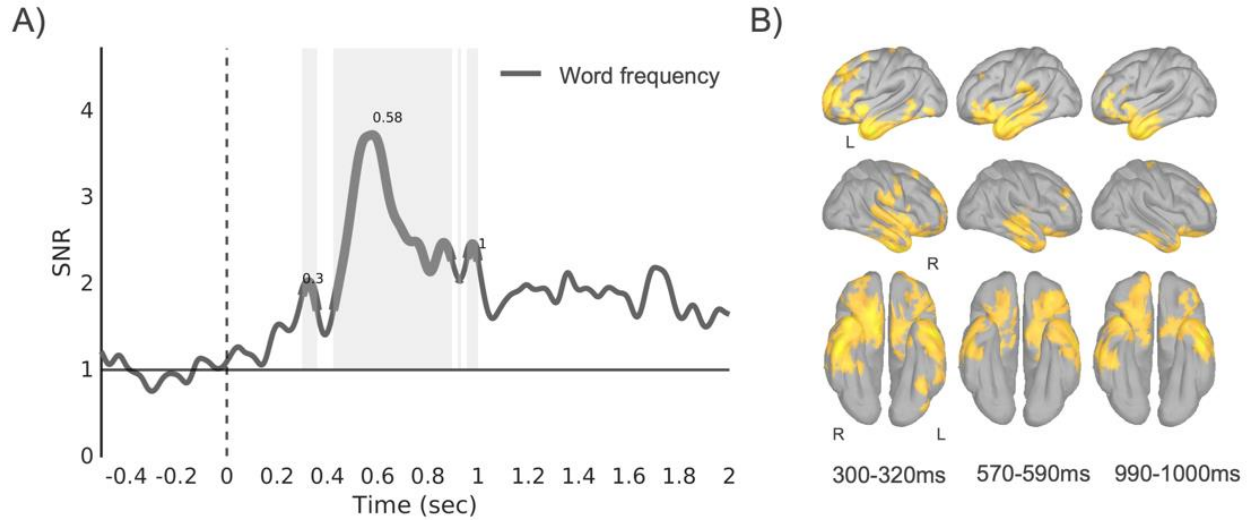 A)
B)
Word frequency
4
3
2
1
0
SNR
0.58
0.3
1
-0.4 -0.2 0 0.2 0.4 0.6 0.8 1 1.2 1.4 1.6 1.8 2
Time (sec)
L
R
R L
300-320ms 570-590ms 990-1000ms